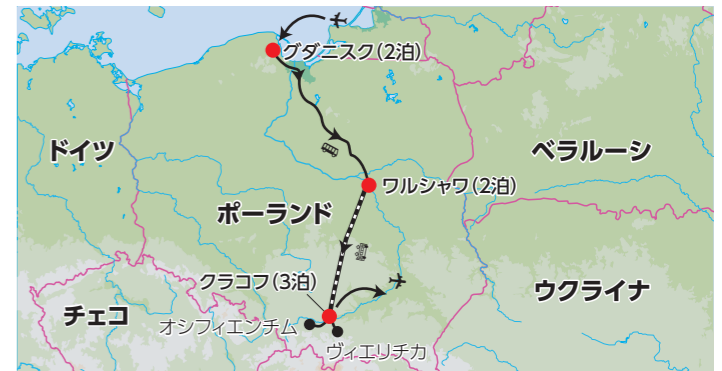 グダニスク(2泊)
ドイツ
ベラルーシ
ワルシャワ(2泊)
ポーランド
クラコフ(3泊)
ウクライナ
チェコ
オシフィエンチム
ヴィエリチカ